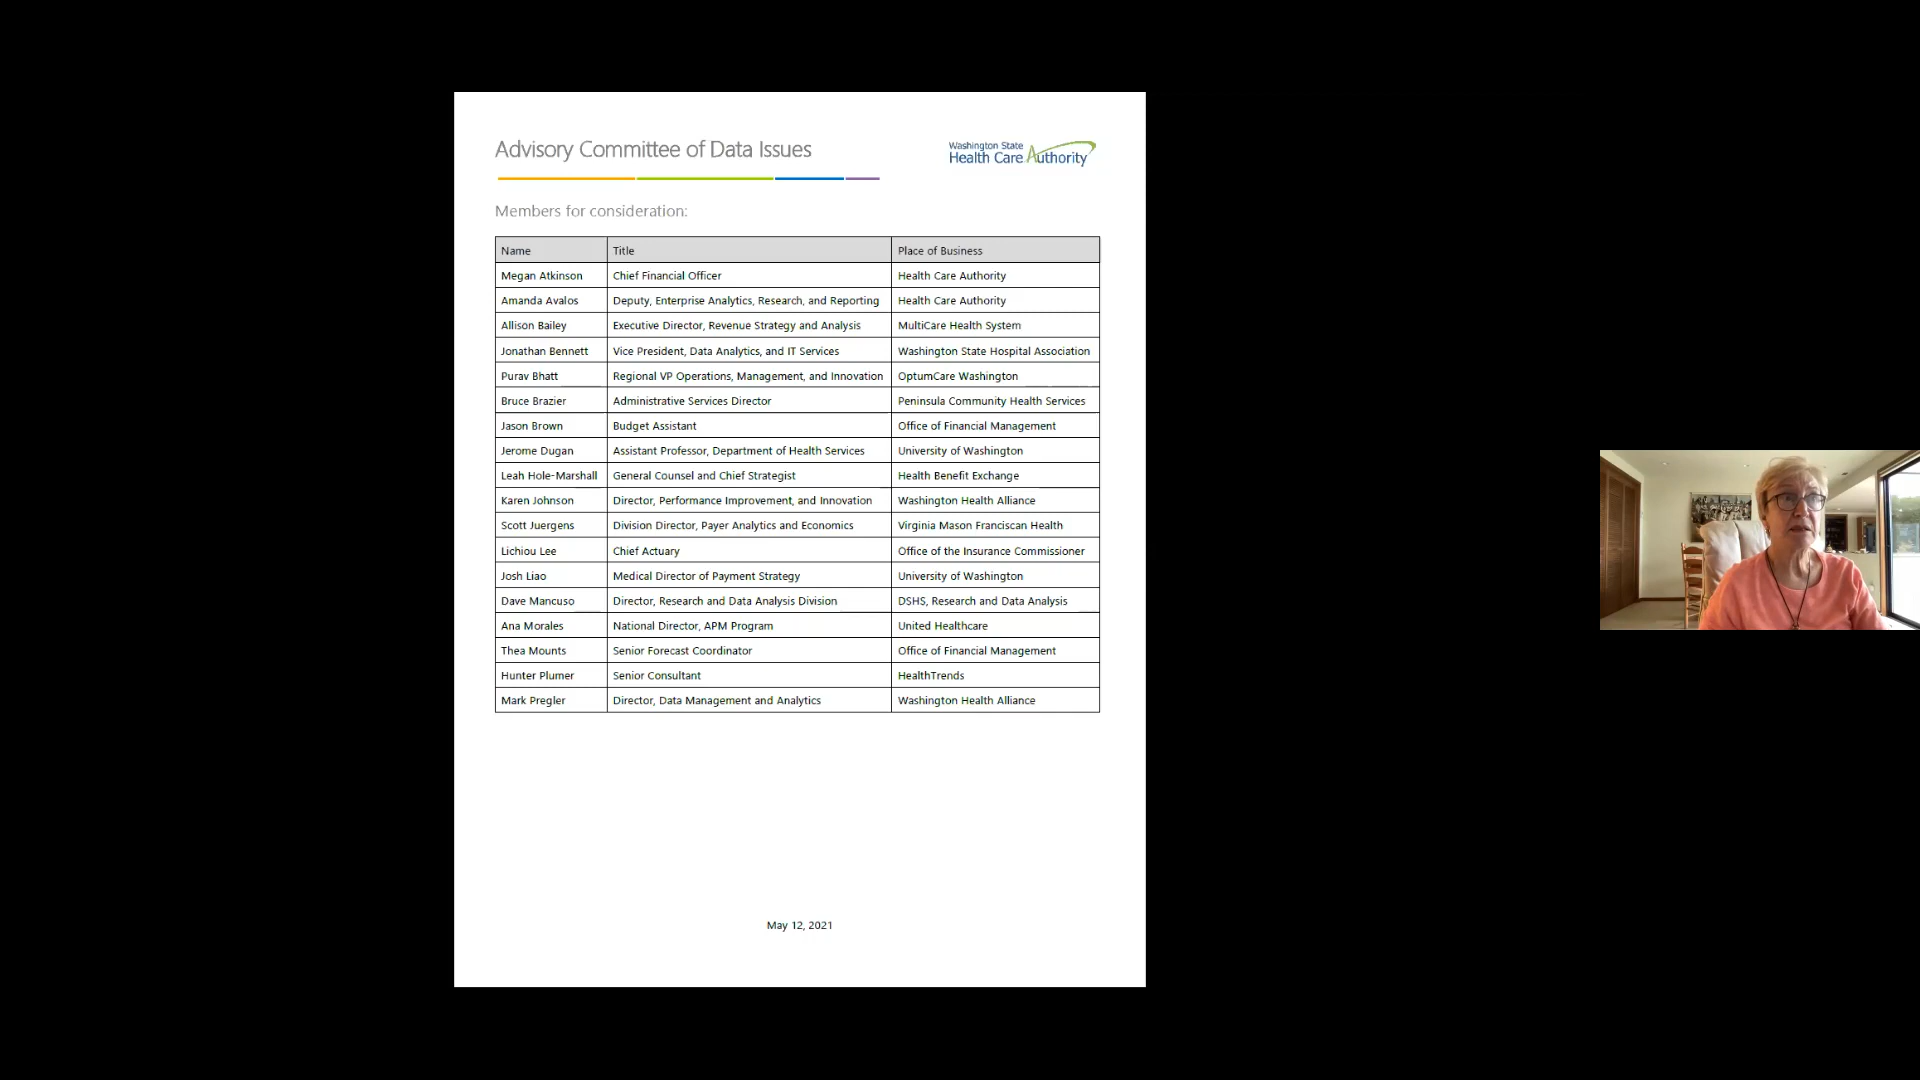 Advisory Committee of Data Issues
Washington State
Health Care Authority
Members for consideration:
Name Title Place of Business
Megan Atkinson Chief Financial Officer Health Care Authority
Amanda Avalos Deputy, Enterprise Analytics, Research, and Reporting Health Care Authority
Allison Bailey Executive Director, Revenue Strategy and Analysis MultiCare Health System
Jonathan Bennett Vice President, Data Analytics, and IT Services Washington State Hospital Association
Purav Bhatt Regional VP Operations, Management, and Innovation OptumCare Washington
Bruce Brazier Administrative Services Director Peninsula Community Health Services
Jason Brown Budget Assistant Office of Financial Management
Jerome Dugan Assistant Professor, Department of Health Services University of Washington
Leah Hole-Marshall General Counsel and Chief Strategist Health Benefit Exchange
Karen Johnson Director, Performance Improvement, and Innovation Washington Health Alliance
Scott Juergens Division Director, Payer Analytics and Economics Virginia Mason Franciscan Health
Lichiou Lee Chief Actuary Office of the Insurance Commissioner
Josh Liao Medical Director of Payment Strategy University of Washington
Dave Mancuso Director, Research and Data Analysis Division DSHS, Research and Data Analysis
Ana Morales National Director, APM Program United Healthcare
Thea Mounts Senior Forecast Coordinator Office of Financial Management
Hunter Plumer Senior Consultant HealthTrends
Mark Pregler Director, Data Management and Analytics Washington Health Alliance
May 12, 2021